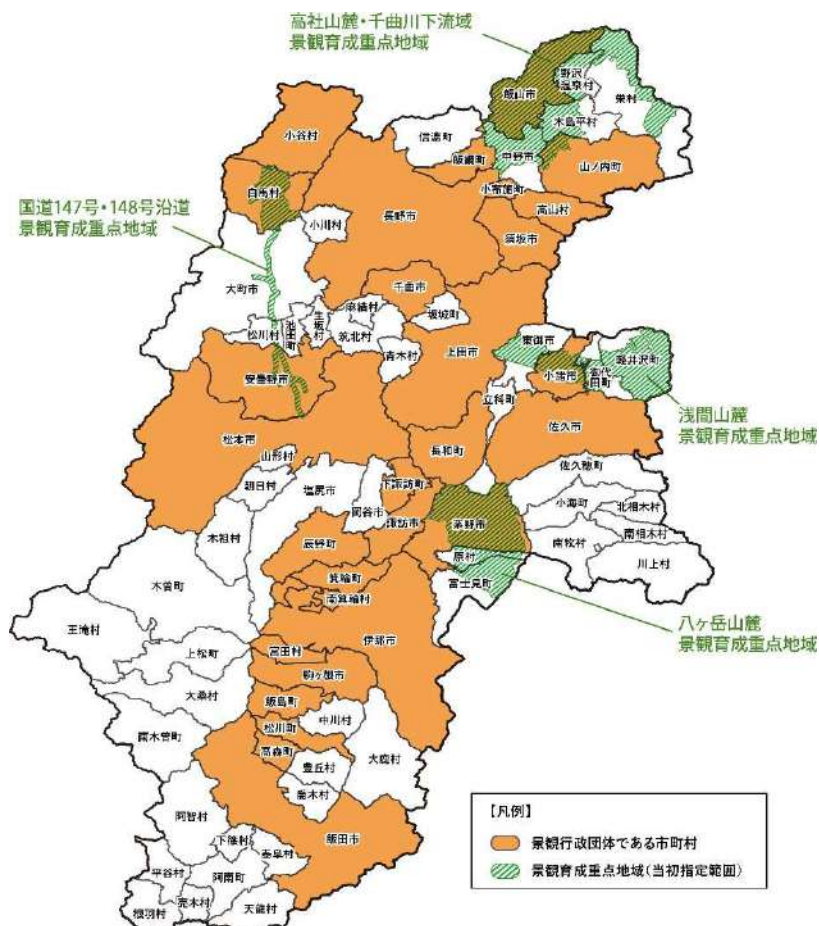 高社山麓・千曲川下流域
景観育成重点地域
野沢
温泉村
飯山市
栄村
木島平村
信濃町
中野市
小谷村
飯綱町
山ノ内町
小布施町
白馬村
国道147号・148号沿道
景観育成重点地域
長野市
高山村
小川村
須坂市
千曲市
大町市
麻績村
坂城町
生坂村
松川村
池田町
筑北村
東御市
軽井沢町
青木村
上田市
小諸市
御代田町
安曇野市
立科町
浅間山麓
景観育成重点地域
松本市
佐久市
長和町
山形村
佐久穂町
朝日村
塩尻市
下諏訪町
小海町
北相木村
岡谷市
茅野市
諏訪市
南相木村
木祖村
辰野町
南牧村
原村
川上村
箕輪町
富士見町
木曽町
南箕輪村
八ヶ岳山麓
景観育成重点地域
王滝村
伊那市
上松町
宮田村
駒ヶ根市
大桑村
飯島町
中川村
松川町
南木曽町
高森町
大鹿村
豊丘村
喬木村
阿智村
【凡例】
飯田市
景観行政団体である市町村
下條村
泰阜村
景観育成重点地域(当初指定範囲)
平谷村
阿南町
売木村
根羽村
天龍村